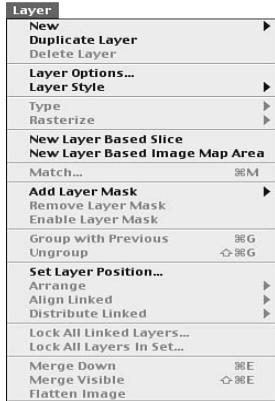 Layer
New
Duplicate Layer
Delete Layer
Layer Options...
Layer Style
Type
Rasterize
New Layer Based Slice
New Layer Based Image Map Area
Match... ⌘M
Add Layer Mask
Remove Layer Mask
Enable Layer Mask
Group with Previous ⌘G
Ungroup ⇧⌘G
Set Layer Position...
Arrange
Align Linked
Distribute Linked
Lock All Linked Layers...
Lock All Layers In Set...
Merge Down ⌘E
Merge Visible ⇧⌘E
Flatten Image